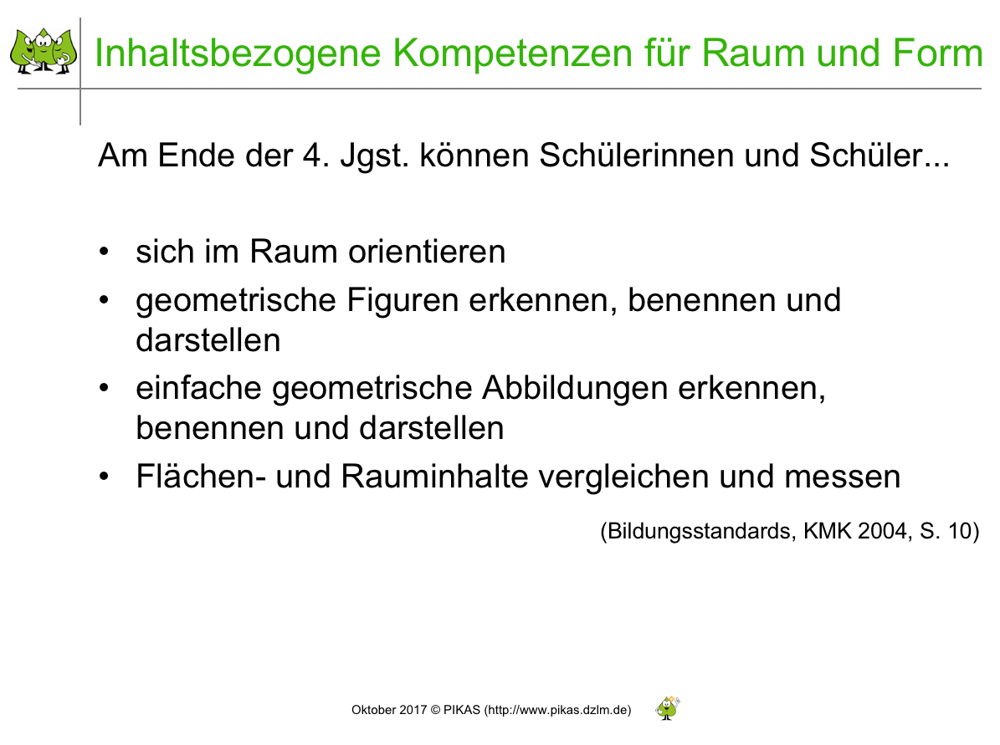 Inhaltsbezogene Kompetenzen für Raum und Form
Am Ende der 4. Jgst. können Schülerinnen und Schüler...
• sich im Raum orientieren
• geometrische Figuren erkennen, benennen und
darstellen
• einfache geometrische Abbildungen erkennen,
benennen und darstellen
• Flächen- und Rauminhalte vergleichen und messen
(Bildungsstandards, KMK 2004, S. 10)
Oktober 2017 © PIKAS (http://www.pikas.dzlm.de)